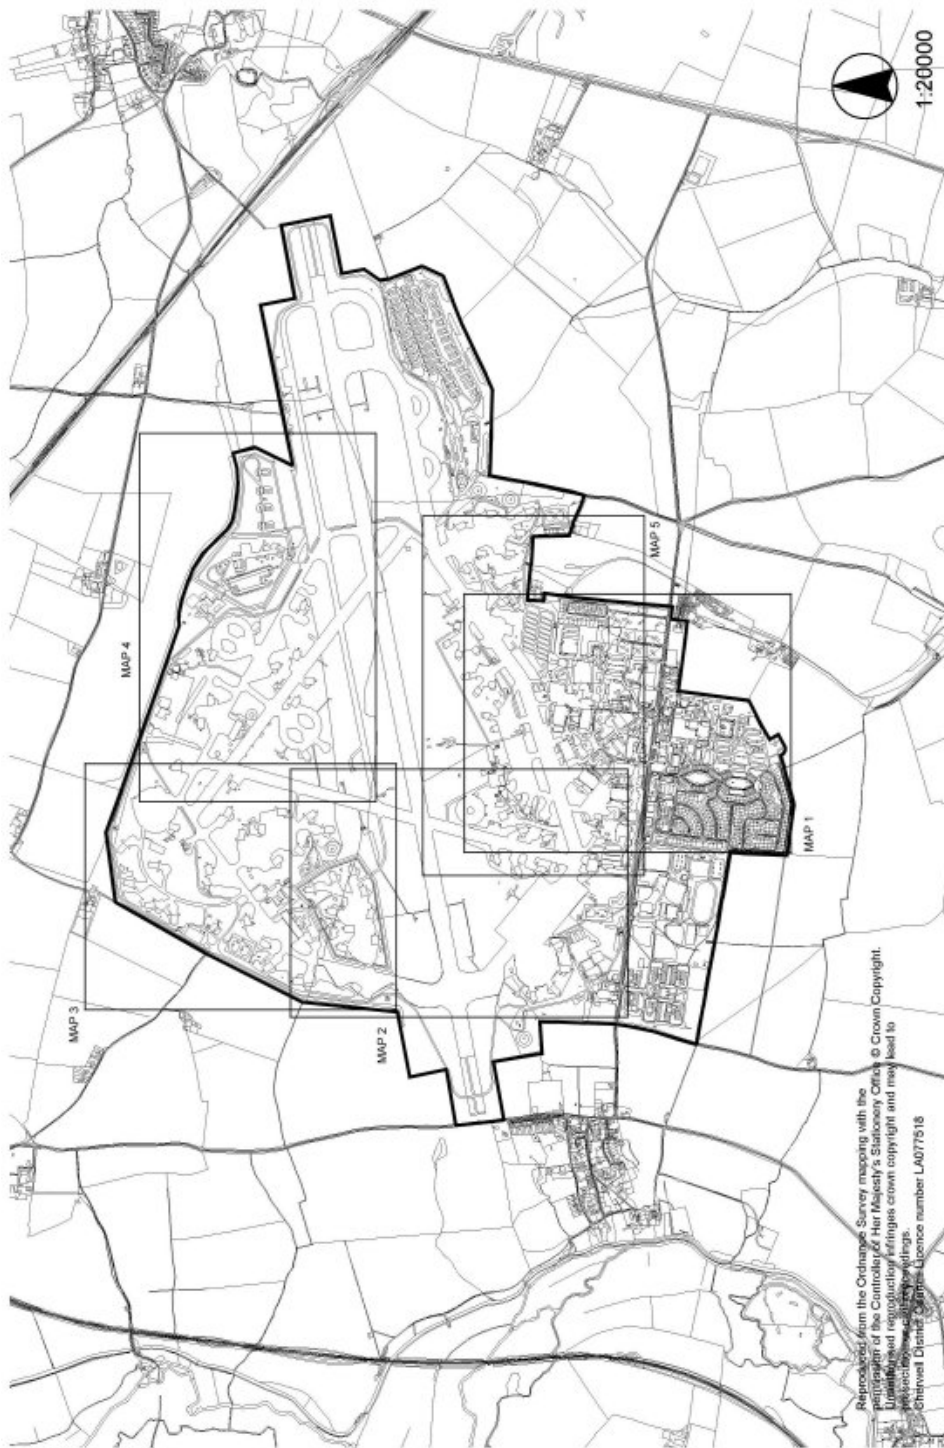 MAP 3
MAP 4
MAP 2
MAP 5
MAP 1
1:20000
Reproduced from the Ordnance Survey mapping with the
permission of the Controller of Her Majesty's Stationery Office © Crown Copyright.
Unauthorised reproduction infringes crown copyright and may lead to
proceedings.
Cherwell District Licence number LA077518